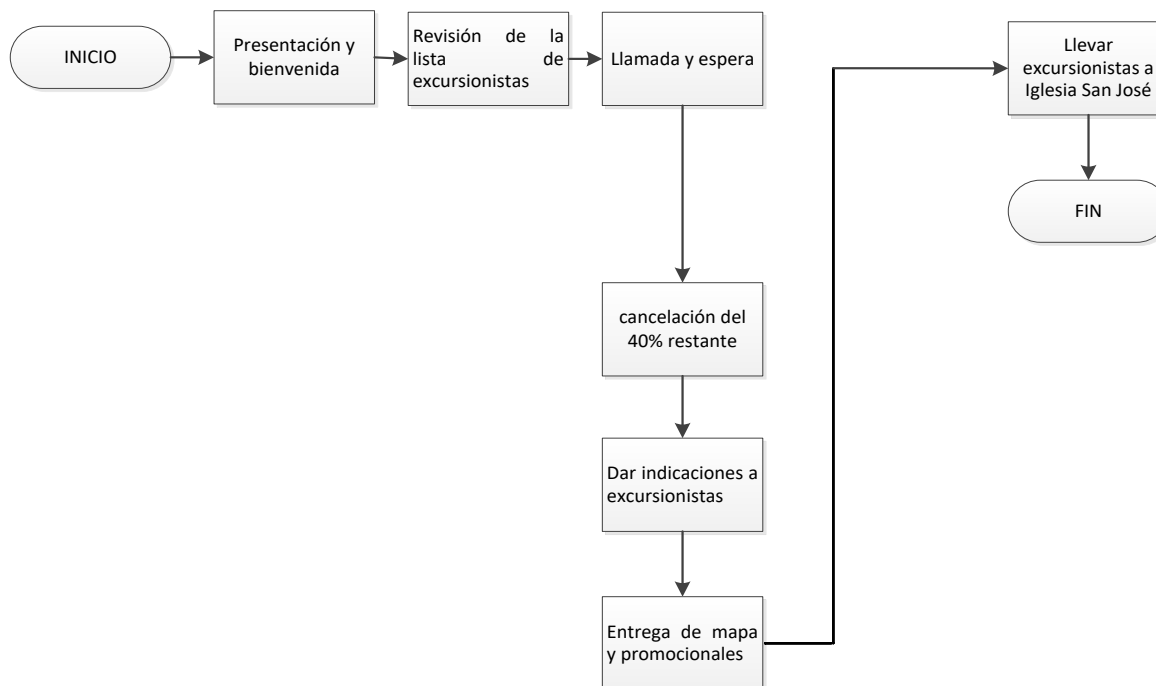 INICIO
Presentación y
bienvenida
Revisión de la
lista de
excursionistas
Llamada y espera
cancelación del
40% restante
Dar indicaciones a
excursionistas
Entrega de mapa
y promocionales
Llevar
excursionistas a
Iglesia San José
FIN